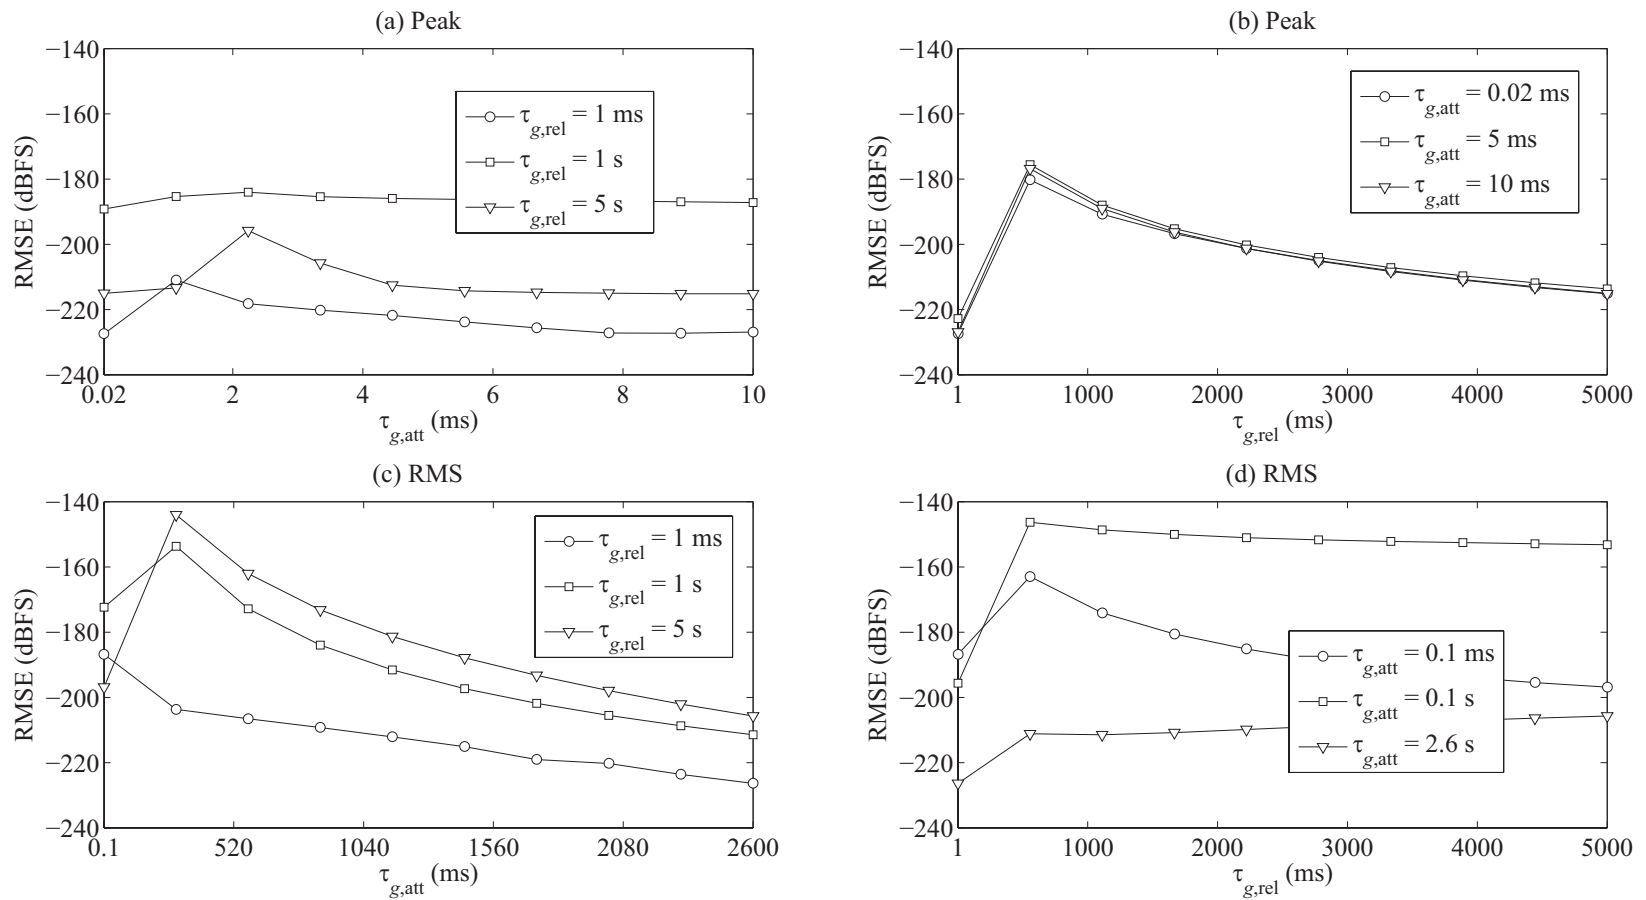 (a) Peak
RMSE (dBFS)
−140
−160
−180
−200
−220
−240
0.02 2 4 6 8 10
τg,att (ms)
τg,rel = 1 ms
τg,rel = 1 s
τg,rel = 5 s
(b) Peak
RMSE (dBFS)
−140
−160
−180
−200
−220
−240
1 1000 2000 3000 4000 5000
τg,rel (ms)
τg,att = 0.02 ms
τg,att = 5 ms
τg,att = 10 ms
(c) RMS
RMSE (dBFS)
−140
−160
−180
−200
−220
−240
0.1 520 1040 1560 2080 2600
τg,att (ms)
τg,rel = 1 ms
τg,rel = 1 s
τg,rel = 5 s
(d) RMS
RMSE (dBFS)
−140
−160
−180
−200
−220
−240
1 1000 2000 3000 4000 5000
τg,rel (ms)
τg,att = 0.1 ms
τg,att = 0.1 s
τg,att = 2.6 s